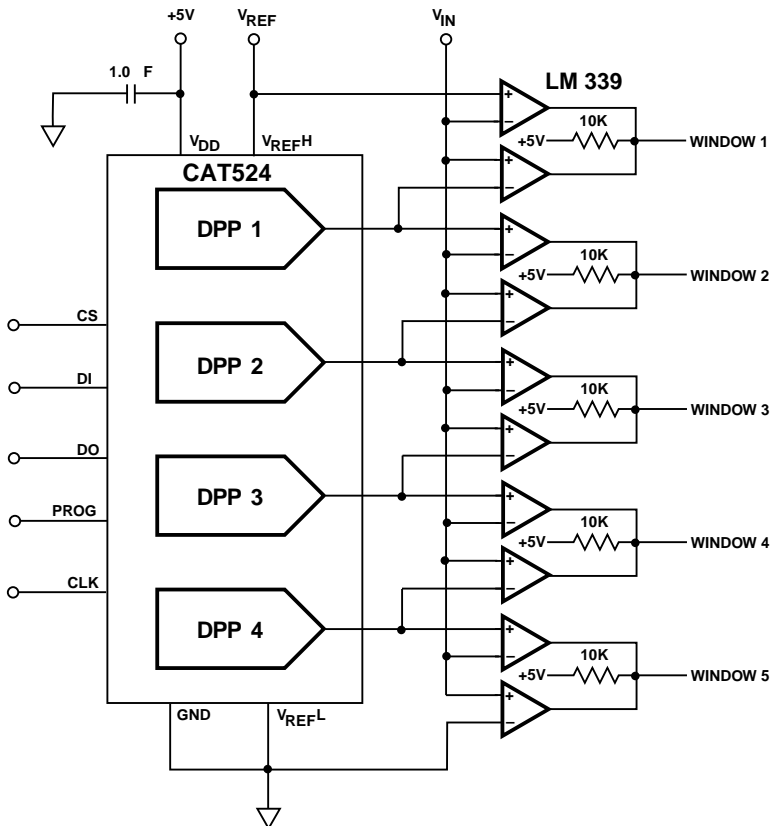 +5V
VREF
VIN
1.0 F
LM 339
VDD
VREFH
CAT524
+
–
+
–
+5V
10K
WINDOW 1
DPP 1
+
–
+
–
+5V
10K
WINDOW 2
CS
DPP 2
DI
+
–
+
–
+5V
10K
WINDOW 3
DO
DPP 3
PROG
+
–
+
–
+5V
10K
WINDOW 4
CLK
DPP 4
+
–
+
–
+5V
10K
WINDOW 5
GND
VREFL